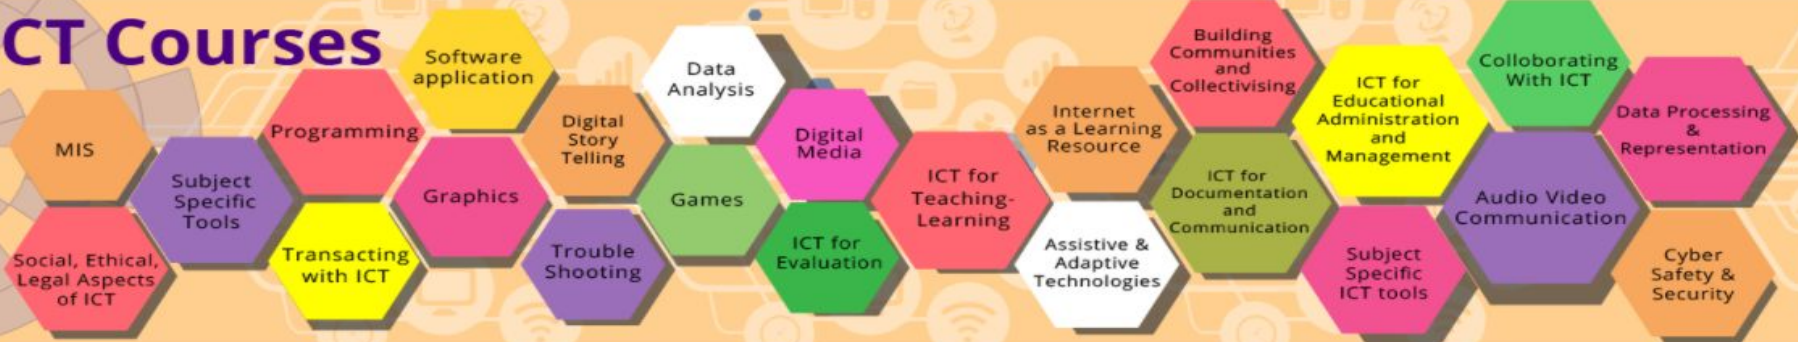 CT Courses
MIS
Social, Ethical,
Legal Aspects
of ICT
Subject
Specific
Tools
Programming
Transacting
with ICT
Software
application
Graphics
Digital
Story
Telling
Trouble
Shooting
Data
Analysis
Games
Digital
Media
ICT for
Evaluation
ICT for
Teaching-
Learning
Internet
as a Learning
Resource
Assistive &
Adaptive
Technologies
Building
Communities
and
Collectivising
ICT for
Documentation
and
Communication
ICT for
Educational
Administration
and
Management
Subject
Specific
ICT tools
Colloborating
With ICT
Audio Video
Communication
Data Processing
&
Representation
Cyber
Safety &
Security